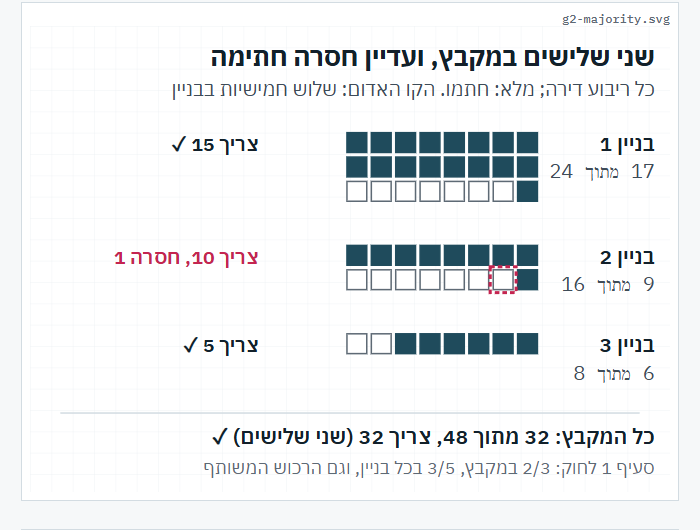 g2-majority.svg
שני שלישים במקבץ, ועדיין חסרה חתימה
כל ריבוע דירה; מלא: חתמו. הקו האדום: שלוש חמישיות בבניין
בניין 1
17 מתוך 24
צריך 15 ✓
בניין 2
9 מתוך 16
צריך 10, חסרה 1
בניין 3
6 מתוך 8
צריך 5 ✓
כל המקבץ: 32 מתוך 48, צריך 32 (שני שלישים) ✓
סעיף 1 לחוק: 2/3 במקבץ, 3/5 בכל בניין, וגם הרכוש המשותף